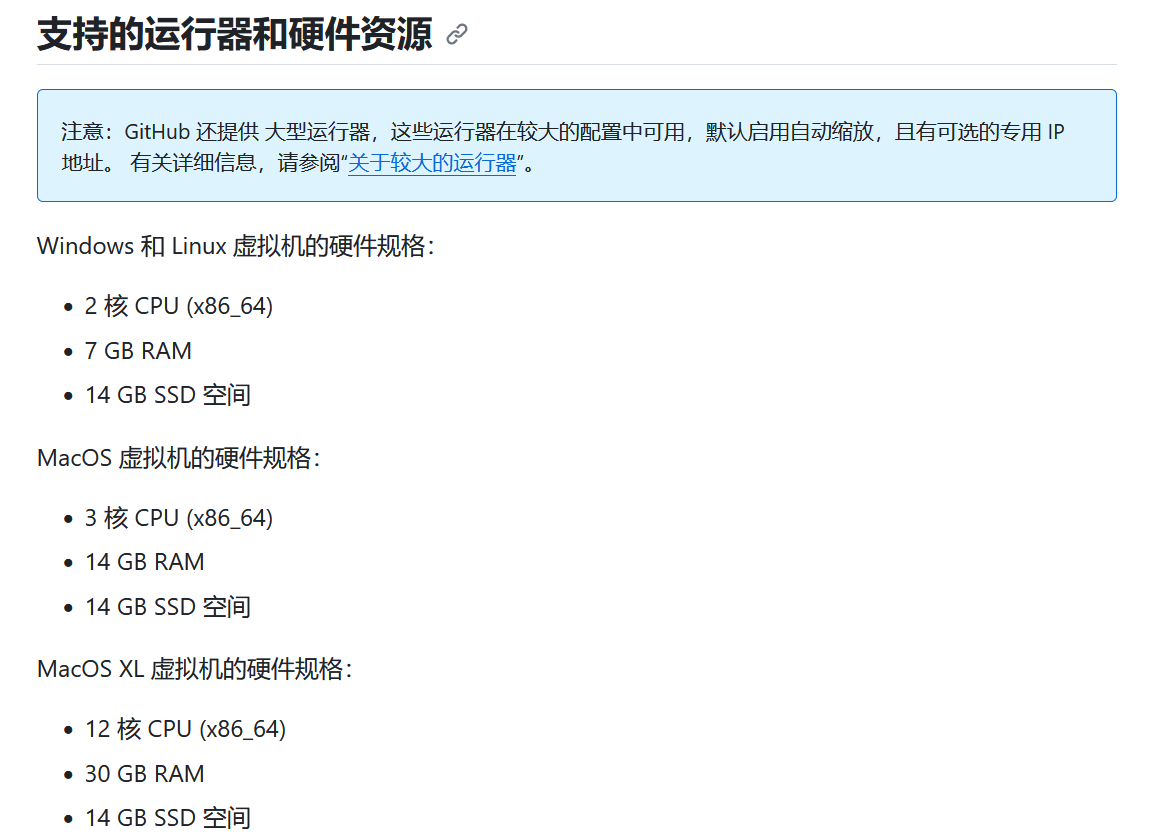 支持的运行器和硬件资源
注意：GitHub 还提供 大型运行器，这些运行器在较大的配置中可用，默认启用自动缩放，且有可选的专用 IP
地址。 有关详细信息，请参阅“关于较大的运行器”。
Windows 和 Linux 虚拟机的硬件规格：
• 2 核 CPU (x86_64)
• 7 GB RAM
• 14 GB SSD 空间
MacOS 虚拟机的硬件规格：
• 3 核 CPU (x86_64)
• 14 GB RAM
• 14 GB SSD 空间
MacOS XL 虚拟机的硬件规格：
• 12 核 CPU (x86_64)
• 30 GB RAM
• 14 GB SSD 空间